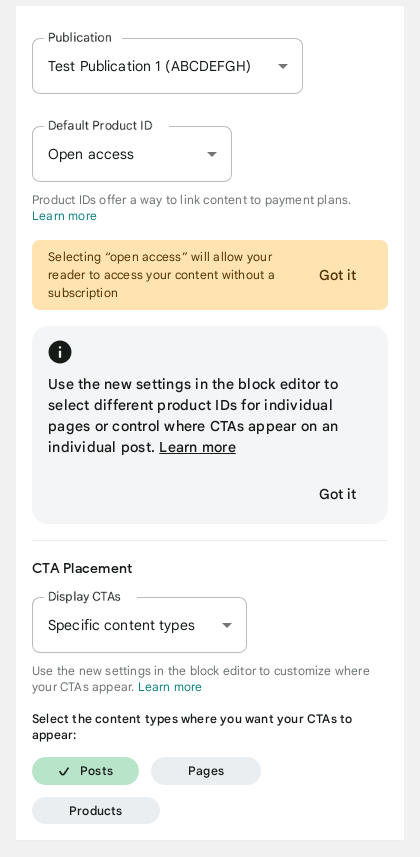 Publication
Test Publication 1 (ABCDEFGH)
Default Product ID
Open access
Product IDs offer a way to link content to payment plans.
Learn more
Selecting “open access” will allow your
reader to access your content without a
subscription
Got it
Use the new settings in the block editor to
select different product IDs for individual
pages or control where CTAs appear on an
individual post. Learn more
Got it
CTA Placement
Display CTAs
Specific content types
Use the new settings in the block editor to customize where
your CTAs appear. Learn more
Select the content types where you want your CTAs to
appear:
Posts
Pages
Products